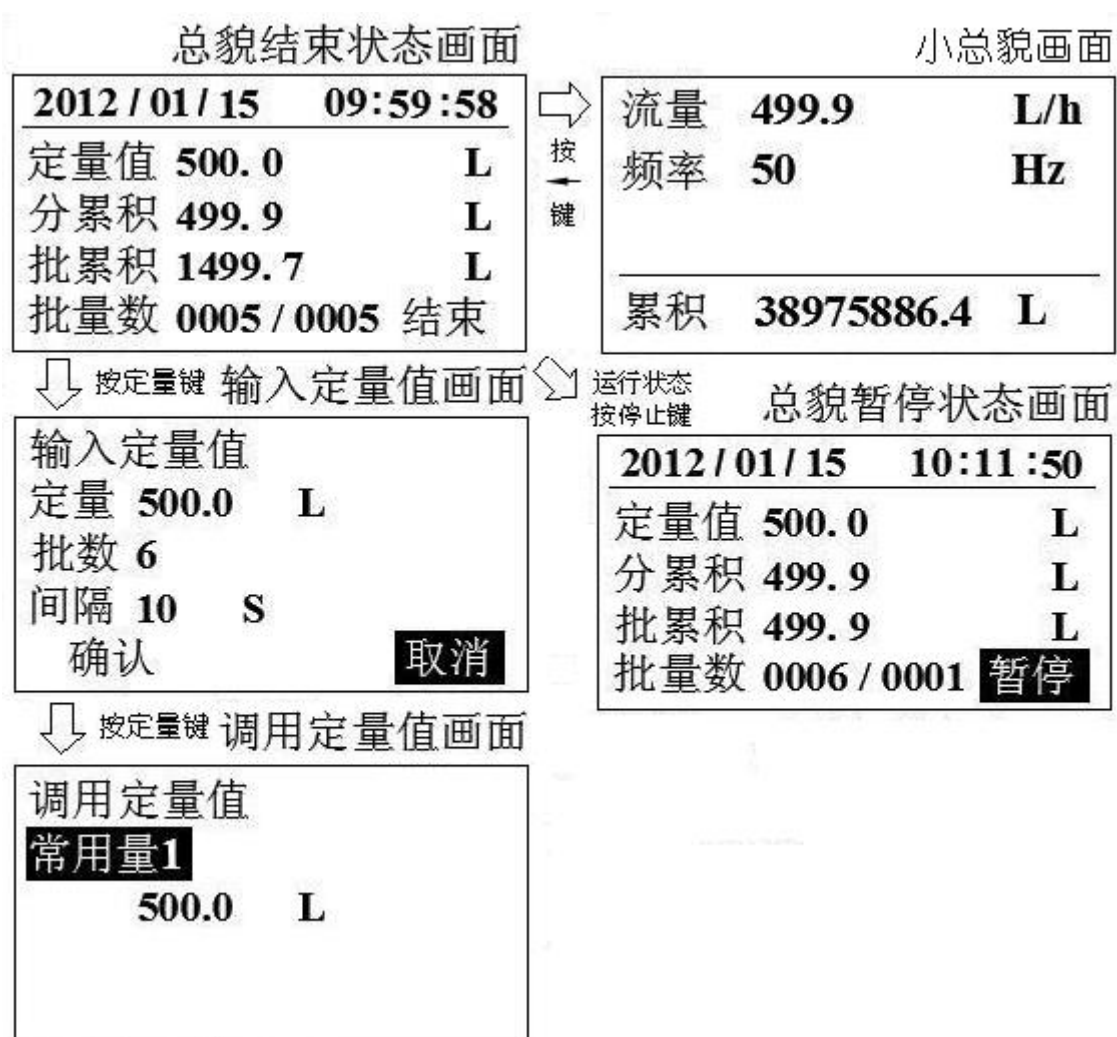 总貌结束状态画面
2012 / 01 / 15 09:59:58
定量值 500. 0 L
分累积 499. 9 L
批累积 1499. 7 L
批量数 0005 / 0005 结束
按
键
小总貌画面
流量 499.9 L/h
频率 50 Hz
累积 38975886.4 L
按定量键 输入定量值画面
输入定量值
定量 500.0 L
批数 6
间隔 10 S
确认 取消
运行状态
按停止键
总貌暂停状态画面
2012 / 01 / 15 10:11:50
定量值 500. 0 L
分累积 499. 9 L
批累积 499. 9 L
批量数 0006 / 0001 暂停
按定量键 调用定量值画面
调用定量值
常用量1
500.0 L